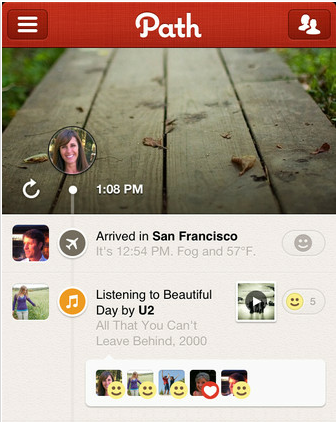 Path
1:08 PM
Arrived in San Francisco
It's 12:54 PM. Fog and 57°F.
Listening to Beautiful
Day by U2
5
All That You Can't
Leave Behind, 2000